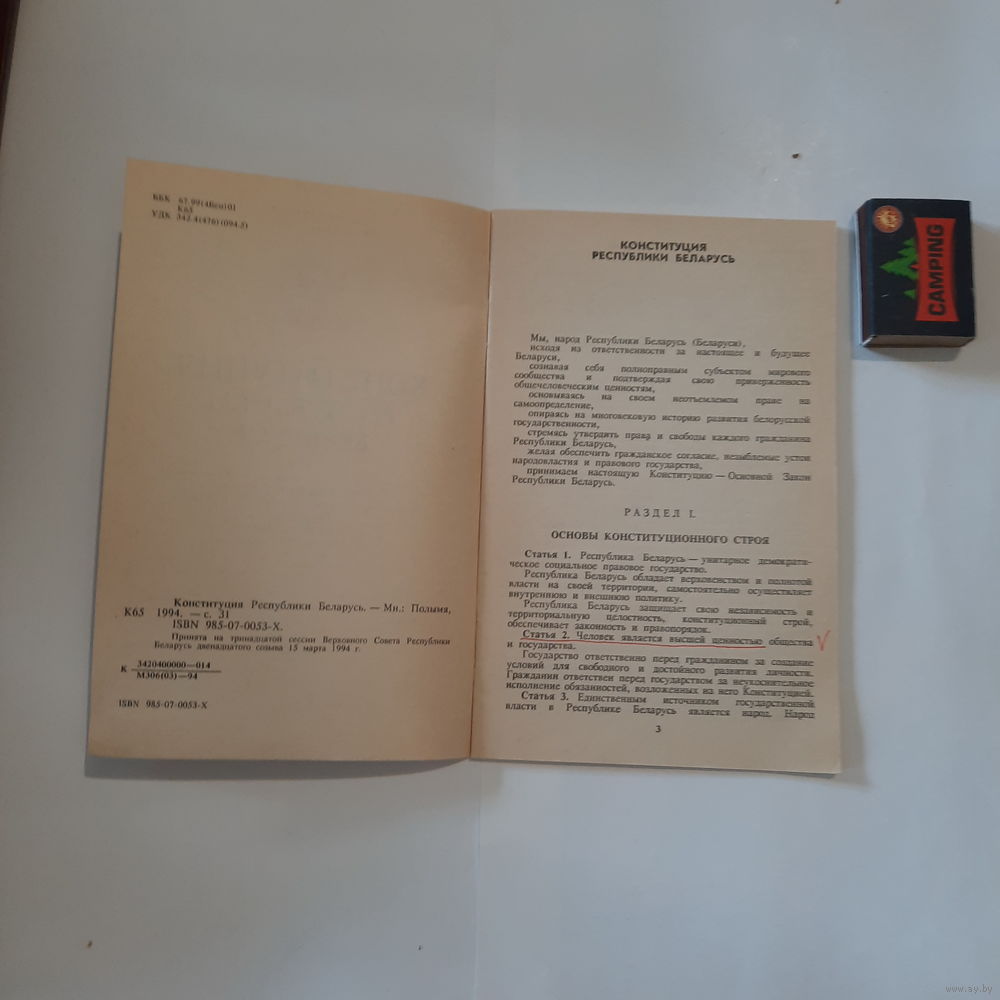 ББК 67.99(4Беи)01
К65
УДК 342.4(476)(094.5)
Конституция Республики Беларусь. — Мн.: Полымя,
К65 1994. — с. 31
ISBN 985-07-0053-X.
Принята на тринадцатой сессии Верховного Совета Республики
Беларусь двенадцатого созыва 15 марта 1994 г.
К 3420400000—014
М306(03)—94
ISBN 985-07-0053-X
КОНСТИТУЦИЯ
РЕСПУБЛИКИ БЕЛАРУСЬ
Мы, народ Республики Беларусь (Беларуси),
исходя из ответственности за настоящее и будущее
Беларуси,
сознавая себя полноправным субъектом мирового
сообщества и подтверждая свою приверженность
общечеловеческим ценностям,
основываясь на своем неотъемлемом праве на
самоопределение,
опираясь на многовековую историю развития белорусской
государственности,
стремясь утвердить права и свободы каждого гражданина
Республики Беларусь,
желая обеспечить гражданское согласие, незыблемые устои
народовластия и правового государства,
принимаем настоящую Конституцию — Основной Закон
Республики Беларусь.
РАЗДЕЛ I.
ОСНОВЫ КОНСТИТУЦИОННОГО СТРОЯ
Статья 1. Республика Беларусь — унитарное демократи-
ческое социальное правовое государство.
Республика Беларусь обладает верховенством и полнотой
власти на своей территории, самостоятельно осуществляет
внутреннюю и внешнюю политику.
Республика Беларусь защищает свою независимость и
территориальную целостность, конституционный строй,
обеспечивает законность и правопорядок.
Статья 2. Человек является высшей ценностью общества
и государства.
Государство ответственно перед гражданином за создание
условий для свободного и достойного развития личности.
Гражданин ответствен перед государством за неукоснительное
исполнение обязанностей, возложенных на него Конституцией.
Статья 3. Единственным источником государственной
власти в Республике Беларусь является народ. Народ
3
CAMPING
www.ay.by